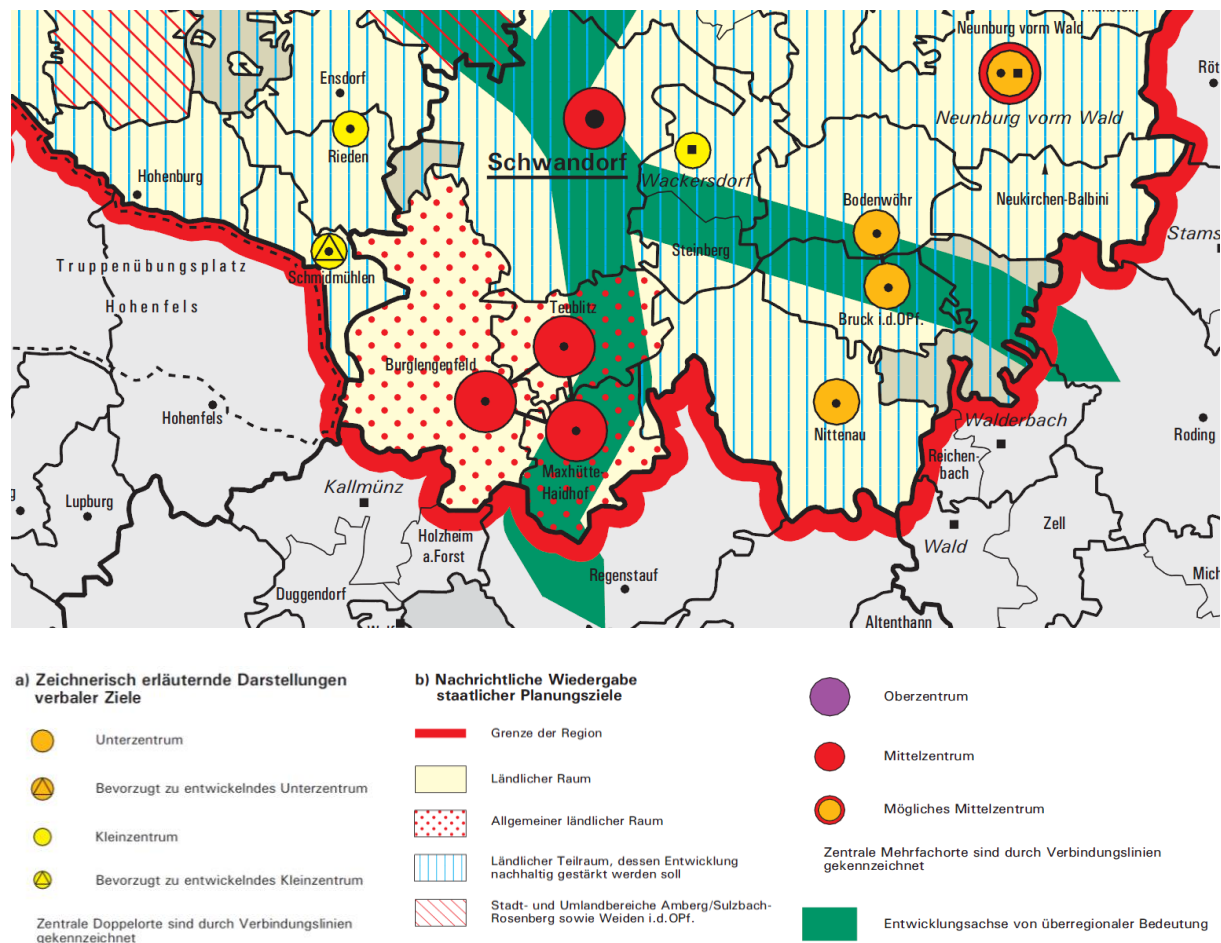 Neunburg vorm Wald
Ensdorf
Röt
Neunburg vorm Wald
Rieden
Schwandorf
Wackersdorf
Hohenburg
Bodenwöhr
Neukirchen-Balbini
Stams
Steinberg
Truppenübungsplatz
Schmidmühlen
Hohenfels
Teublitz
Bruck i.d.OPf.
Burglengenfeld
Hohenfels
Nittenau
Walderbach
Roding
Reichen-
bach
Maxhütte-
Haidhof
Kallmünz
g
Lupburg
Holzheim
a.Forst
Zell
Wald
Regenstauf
Mich
Duggendorf
Altenthann
a) Zeichnerisch erläuternde Darstellungen
verbaler Ziele
Unterzentrum
Bevorzugt zu entwickelndes Unterzentrum
Kleinzentrum
Bevorzugt zu entwickelndes Kleinzentrum
Zentrale Doppelorte sind durch Verbindungslinien
gekennzeichnet
b) Nachrichtliche Wiedergabe
staatlicher Planungsziele
Grenze der Region
Ländlicher Raum
Allgemeiner ländlicher Raum
Ländlicher Teilraum, dessen Entwicklung
nachhaltig gestärkt werden soll
Stadt- und Umlandbereiche Amberg/Sulzbach-
Rosenberg sowie Weiden i.d.OPf.
Oberzentrum
Mittelzentrum
Mögliches Mittelzentrum
Zentrale Mehrfachorte sind durch Verbindungslinien
gekennzeichnet
Entwicklungsachse von überregionaler Bedeutung